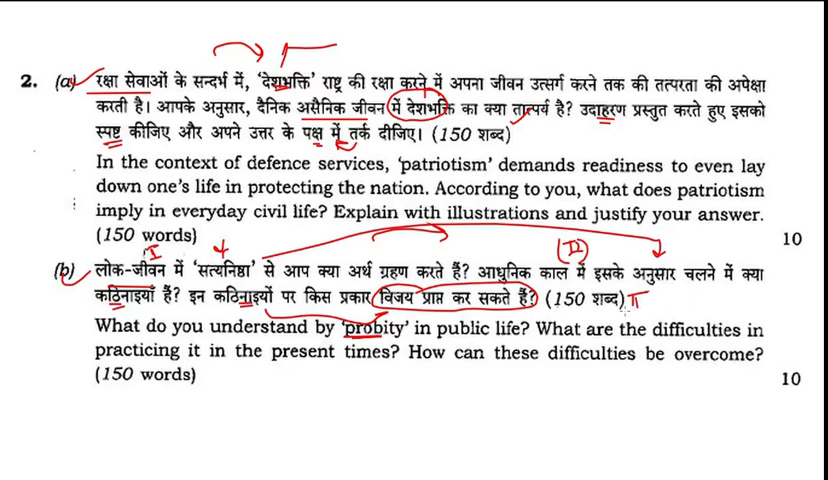 2. (a) रक्षा सेवाओं के सन्दर्भ में, ‘देशभक्ति’ राष्ट्र की रक्षा करने में अपना जीवन उत्सर्ग करने तक की तत्परता की अपेक्षा
करती है। आपके अनुसार, दैनिक असैनिक जीवन में देशभक्ति का क्या तात्पर्य है? उदाहरण प्रस्तुत करते हुए इसको
स्पष्ट कीजिए और अपने उत्तर के पक्ष में तर्क दीजिए। (150 शब्द)
In the context of defence services, ‘patriotism’ demands readiness to even lay
down one’s life in protecting the nation. According to you, what does patriotism
imply in everyday civil life? Explain with illustrations and justify your answer.
(150 words) 10
I (II)
(b) लोक-जीवन में ‘सत्यनिष्ठा’ से आप क्या अर्थ ग्रहण करते हैं? आधुनिक काल में इसके अनुसार चलने में क्या
कठिनाइयाँ हैं? इन कठिनाइयों पर किस प्रकार विजय प्राप्त कर सकते हैं? (150 शब्द)
What do you understand by ‘probity’ in public life? What are the difficulties in
practicing it in the present times? How can these difficulties be overcome?
(150 words) 10